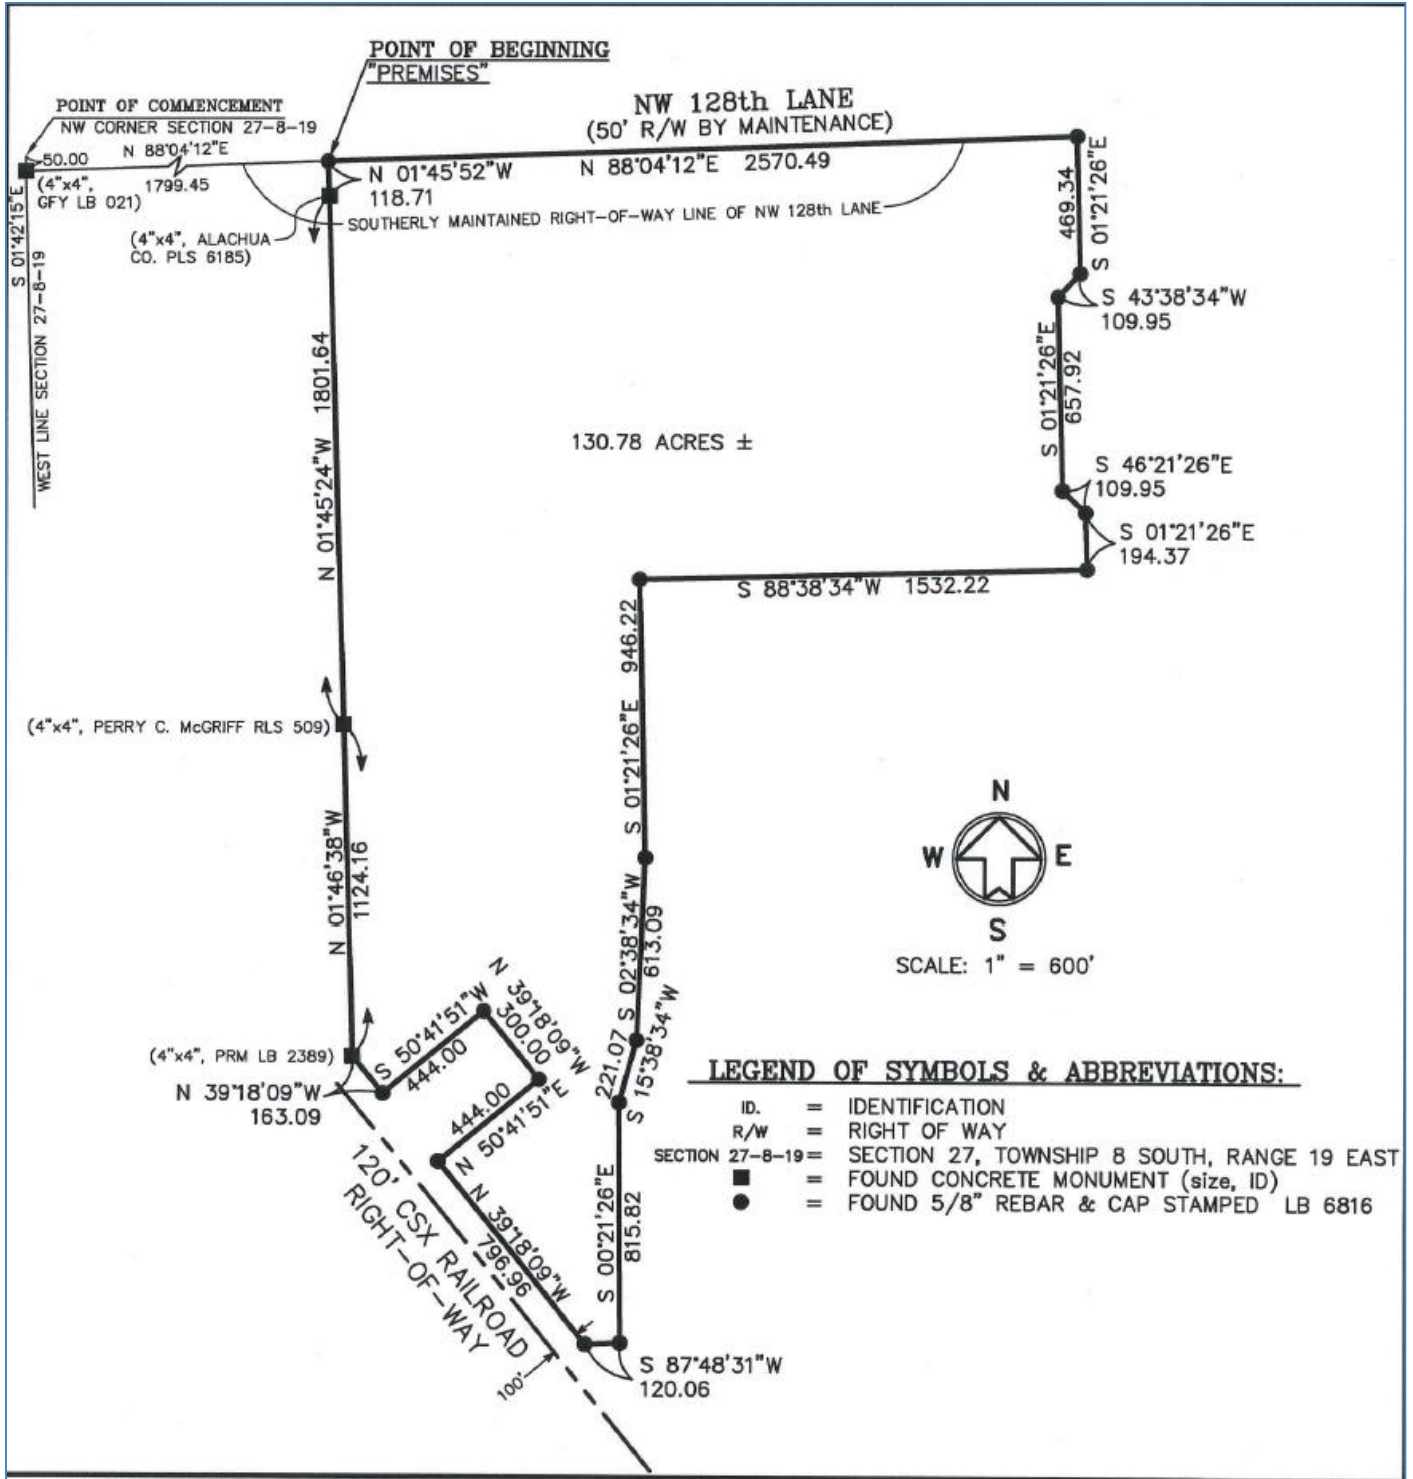 POINT OF BEGINNING
"PREMISES"
POINT OF COMMENCEMENT
NW CORNER SECTION 27-8-19
50.00
N 88°04'12"E
1799.45
(4"x4",
GFY LB 021)
S 01°42'15"E
WEST LINE SECTION 27-8-19
NW 128th LANE
(50' R/W BY MAINTENANCE)
N 88°04'12"E 2570.49
N 01°45'52"W
118.71
SOUTHERLY MAINTAINED RIGHT-OF-WAY LINE OF NW 128th LANE
(4"x4", ALACHUA
CO. PLS 6185)
469.34
S 01°21'26"E
S 43°38'34"W
109.95
S 01°21'26"E
657.92
S 46°21'26"E
109.95
S 01°21'26"E
194.37
N 01°45'24"W 1801.64
130.78 ACRES ±
S 88°38'34"W 1532.22
S 01°21'26"E 946.22
(4"x4", PERRY C. McGRIFF RLS 509)
N 01°46'38"W
1124.16
S 02°38'34"W
613.09
N
W
E
S
SCALE: 1" = 600'
(4"x4", PRM LB 2389)
N 39°18'09"W
163.09
S 50°41'51"W
444.00
N 39°18'09"W
300.00
444.00
N 50°41'51"E
221.07
S 15°38'34"W
S 00°21'26"E
815.82
N 39°18'09"W
796.96
120' CSX RAILROAD
RIGHT-OF-WAY
100'
S 87°48'31"W
120.06
LEGEND OF SYMBOLS & ABBREVIATIONS:
ID. = IDENTIFICATION
R/W = RIGHT OF WAY
SECTION 27-8-19= SECTION 27, TOWNSHIP 8 SOUTH, RANGE 19 EAST
= FOUND CONCRETE MONUMENT (size, ID)
= FOUND 5/8" REBAR & CAP STAMPED LB 6816